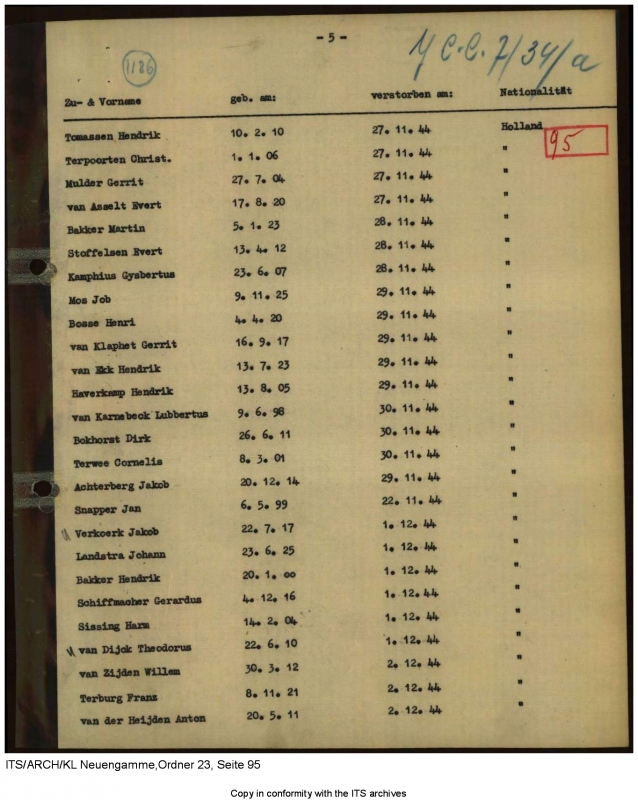 - 5 -
1186
Y C.C. 7/34/a
Zu- & Vorname geb. am: verstorben am: Nationalität
Tomassen Hendrik 10. 2. 10 27. 11. 44 Holland
95
Terpoorten Christ. 1. 1. 06 27. 11. 44 "
Mulder Gerrit 27. 7. 04 27. 11. 44 "
van Asselt Evert 17. 8. 20 27. 11. 44 "
Bakker Martin 5. 1. 23 28. 11. 44 "
Stoffelsen Evert 13. 4. 12 28. 11. 44 "
Kamphius Gysbertus 23. 6. 07 28. 11. 44 "
Mos Job 9. 11. 25 29. 11. 44 "
Bosse Henri 4. 4. 20 29. 11. 44 "
van Klaphet Gerrit 16. 9. 17 29. 11. 44 "
van Ekk Hendrik 13. 7. 23 29. 11. 44 "
Haverkamp Hendrik 13. 8. 05 29. 11. 44 "
van Karnebeck Lubbertus 9. 6. 98 30. 11. 44 "
Bokhorst Dirk 26. 6. 11 30. 11. 44 "
Terwee Cornelis 8. 3. 01 30. 11. 44 "
Achterberg Jakob 20. 12. 14 29. 11. 44 "
Snapper Jan 6. 5. 99 22. 11. 44 "
Verkoerk Jakob 22. 7. 17 1. 12. 44 "
Landstra Johann 23. 6. 25 1. 12. 44 "
Bakker Hendrik 20. 1. 00 1. 12. 44 "
Schiffmacher Gerardus 4. 12. 16 1. 12. 44 "
Sissing Harm 14. 2. 04 1. 12. 44 "
van Dijok Theodorus 22. 6. 10 1. 12. 44 "
van Zijden Willem 30. 3. 12 2. 12. 44 "
Terburg Franz 8. 11. 21 2. 12. 44 "
van der Heijden Anton 20. 5. 11 2. 12. 44 "
ITS/ARCH/KL Neuengamme,Ordner 23, Seite 95
Copy in conformity with the ITS archives